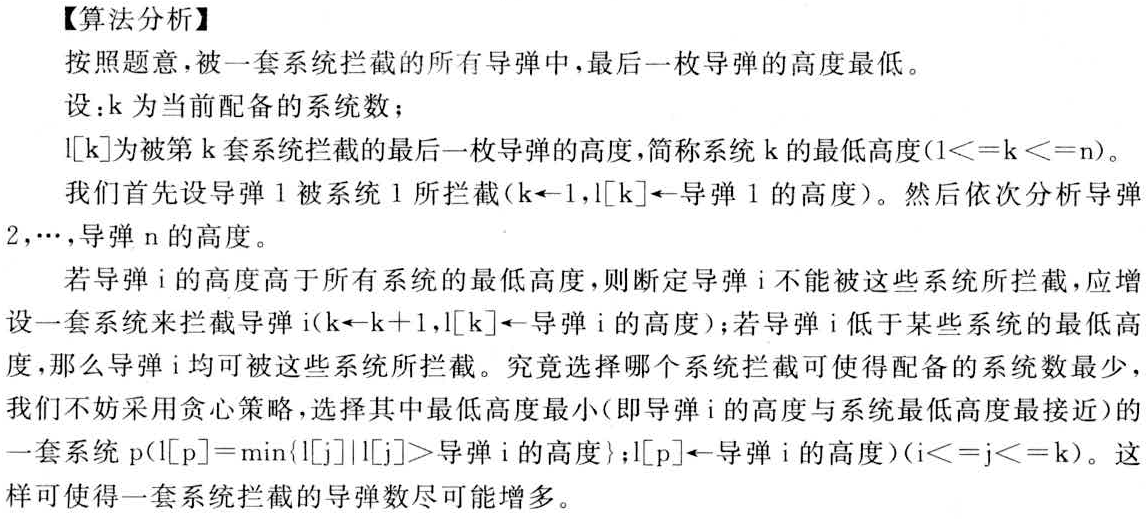 【算法分析】
按照题意,被一套系统拦截的所有导弹中,最后一枚导弹的高度最低。
设:k 为当前配备的系统数;
l[k]为被第 k 套系统拦截的最后一枚导弹的高度,简称系统 k 的最低高度(1<=k<=n)。
我们首先设导弹 1 被系统 1 所拦截(k←1,l[k]←导弹 1 的高度)。然后依次分析导弹
2,…,导弹 n 的高度。
若导弹 i 的高度高于所有系统的最低高度,则断定导弹 i 不能被这些系统所拦截,应增
设一套系统来拦截导弹 i(k←k+1,l[k]←导弹 i 的高度);若导弹 i 低于某些系统的最低高
度,那么导弹 i 均可被这些系统所拦截。究竟选择哪个系统拦截可使得配备的系统数最少,
我们不妨采用贪心策略,选择其中最低高度最小(即导弹 i 的高度与系统最低高度最接近)的
一套系统 p(l[p]=min{l[j]|l[j]>导弹 i 的高度};l[p]←导弹 i 的高度)(i<=j<=k)。这
样可使得一套系统拦截的导弹数尽可能增多。